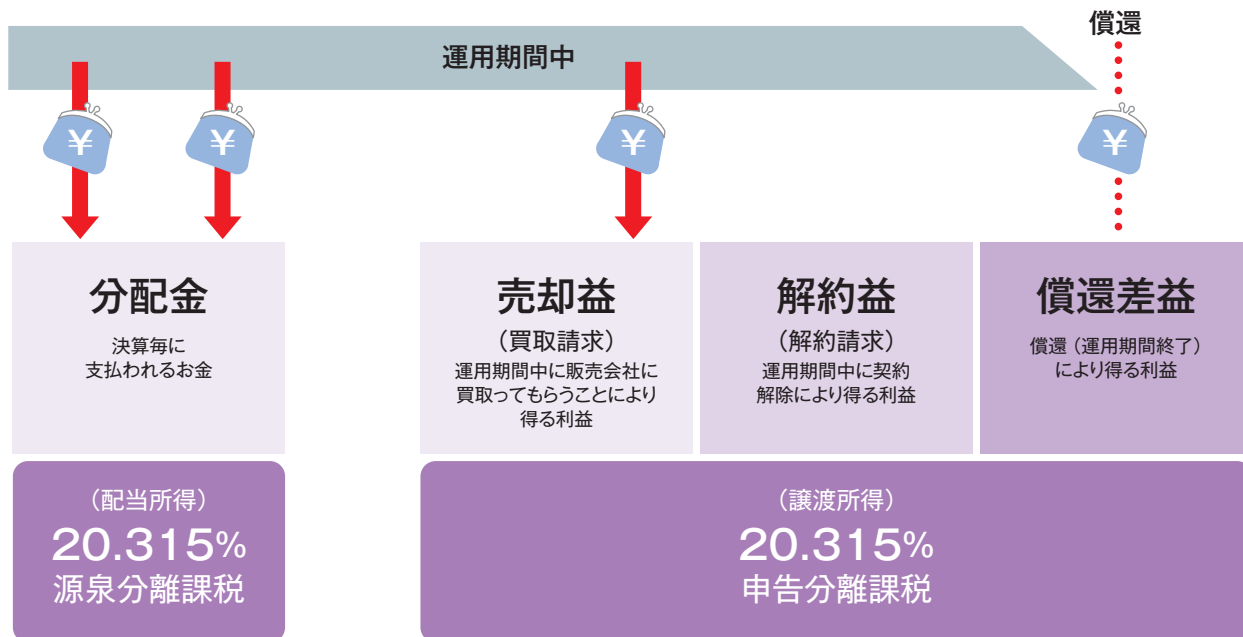 償還
運用期間中
¥
¥
¥
¥
分配金
決算毎に
支払われるお金
売却益
（買取請求）
運用期間中に販売会社に
買取ってもらうことにより
得る利益
解約益
（解約請求）
運用期間中に契約
解除により得る利益
償還差益
償還（運用期間終了）
により得る利益
（配当所得）
20.315%
源泉分離課税
（譲渡所得）
20.315%
申告分離課税